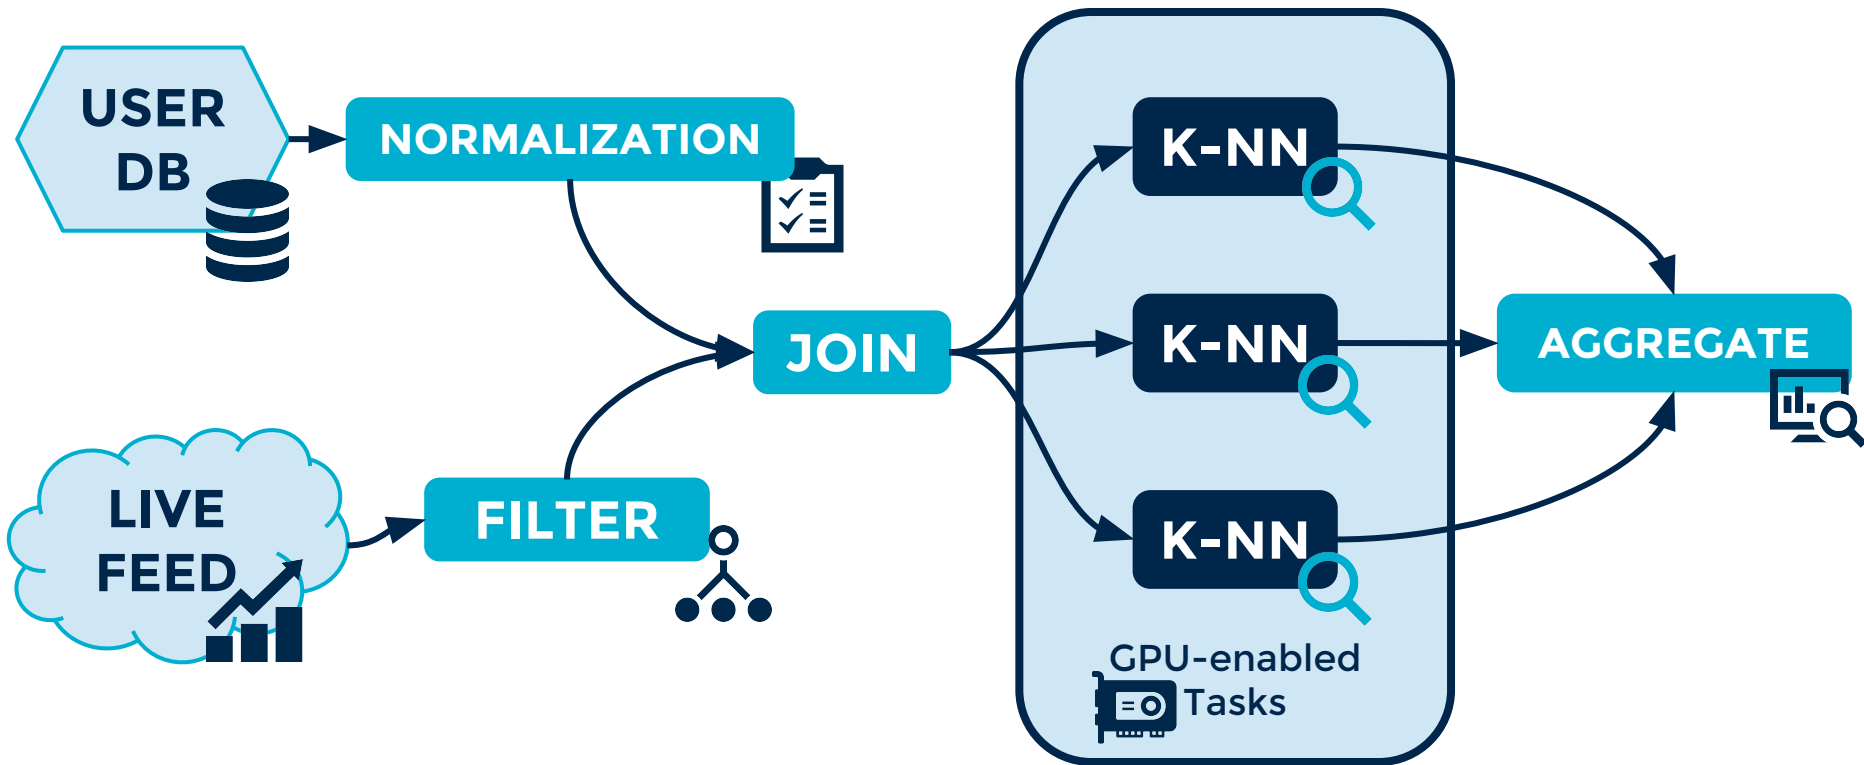 USER
DB
NORMALIZATION
LIVE
FEED
FILTER
JOIN
K-NN
K-NN
K-NN
GPU-enabled
Tasks
AGGREGATE